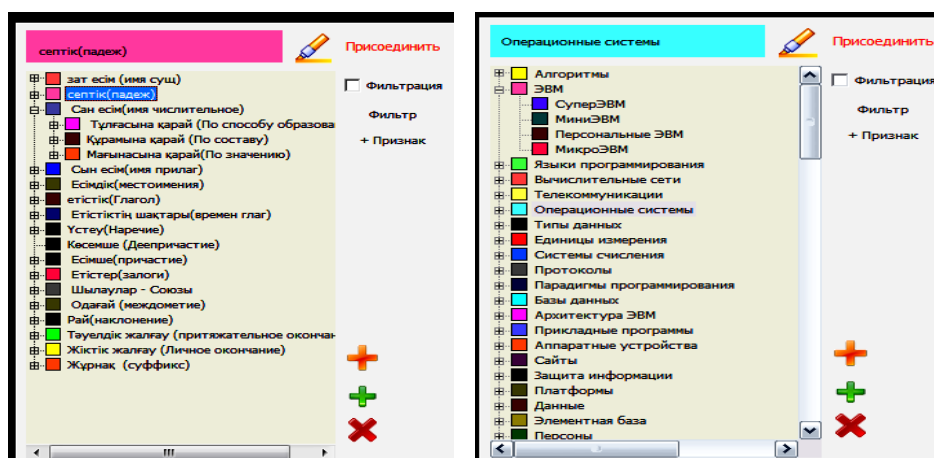 септік(падеж)
Присоединить
зат есім (имя сущ)
септік(падеж)
Сан есім(имя числительное)
Тұлғасына қарай (По способу образова
Құрамына қарай (По составу)
Мағынасына қарай(По значению)
Сын есім(имя прилаг)
Есімдік(местоимения)
етістік(Глагол)
Етістіктің шақтары(времен глаг)
Үстеу(Наречие)
Көсемше (Деепричастие)
Есімше(причастие)
Етістер(залоги)
Шылаулар - Союзы
Одағай (междометие)
Рай(наклонение)
Тәуелдік жалғау (притяжательное окончан
Жіктік жалғау (Личное окончание)
Жұрнақ (суффикс)
Фильтрация
Фильтр
+ Признак
Операционные системы
Присоединить
Алгоритмы
ЭВМ
СуперЭВМ
МиниЭВМ
Персональные ЭВМ
МикроЭВМ
Языки программирования
Вычислительные сети
Телекоммуникации
Операционные системы
Типы данных
Единицы измерения
Системы счисления
Протоколы
Парадигмы программирования
Базы данных
Архитектура ЭВМ
Прикладные программы
Аппаратные устройства
Сайты
Защита информации
Платформы
Данные
Элементная база
Персоны
Фильтрация
Фильтр
+ Признак